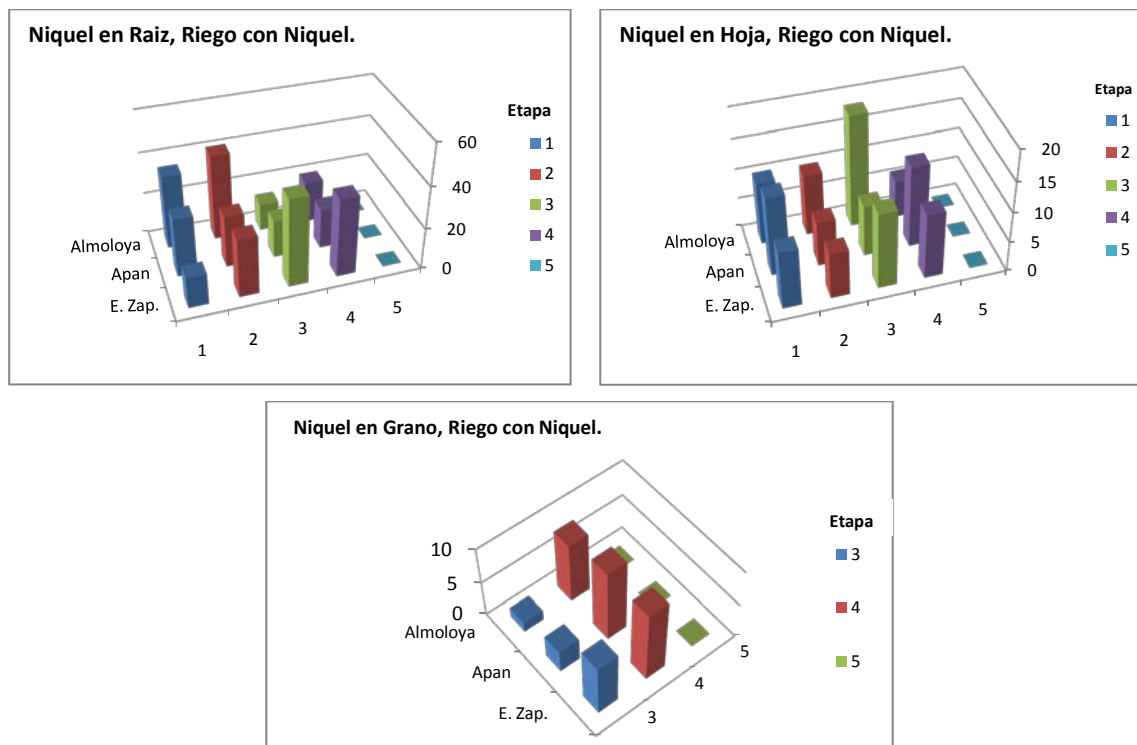 Niquel en Raiz, Riego con Niquel.
Etapa
1
2
3
4
5
60
40
20
0
Almoloya
Apan
E. Zap.
1
2
3
4
5
Niquel en Hoja, Riego con Niquel.
Etapa
1
2
3
4
5
20
15
10
5
0
Almoloya
Apan
E. Zap.
1
2
3
4
5
Niquel en Grano, Riego con Niquel.
Etapa
3
4
5
10
5
0
Almoloya
Apan
E. Zap.
3
4
5